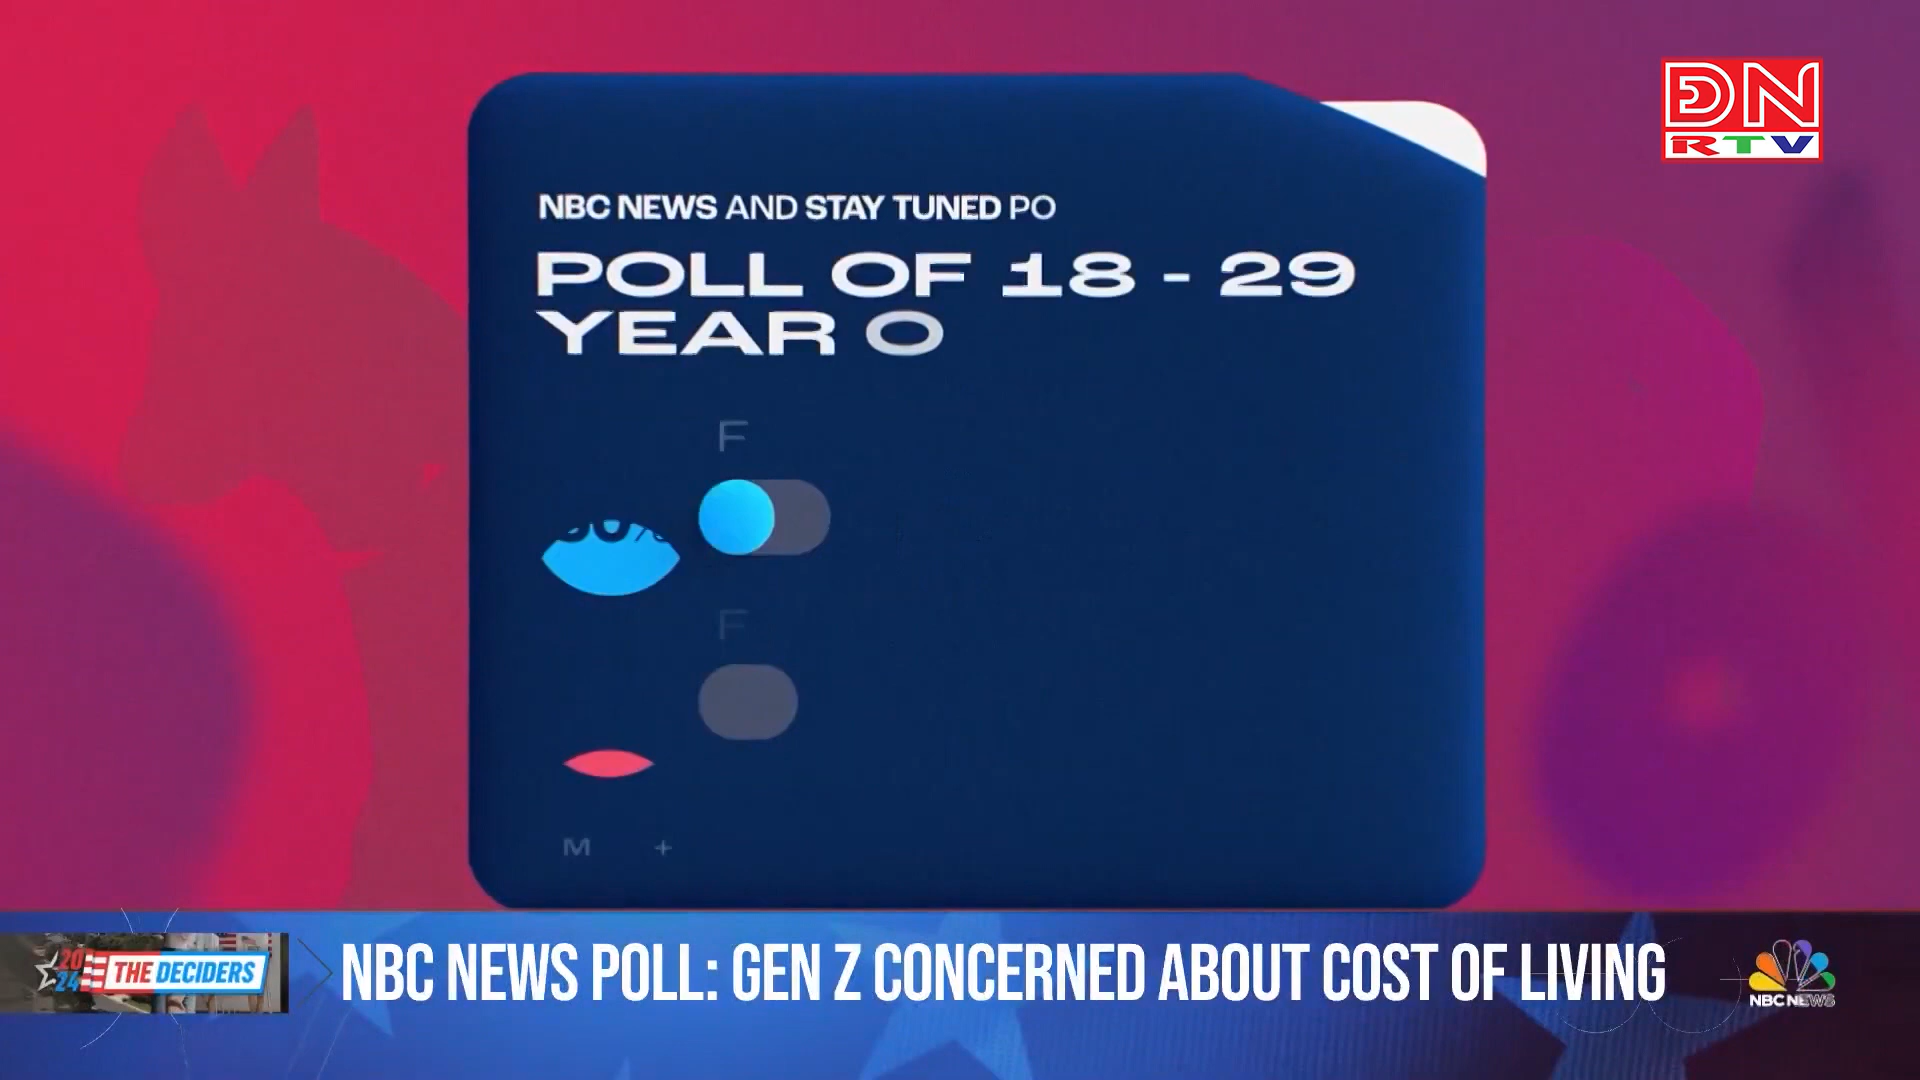 DN
RTV
NBC NEWS AND STAY TUNED PO
POLL OF 18 - 29
YEAR O
F
F
M +
2024 THE DECIDERS
NBC NEWS POLL: GEN Z CONCERNED ABOUT COST OF LIVING
NBC NEWS